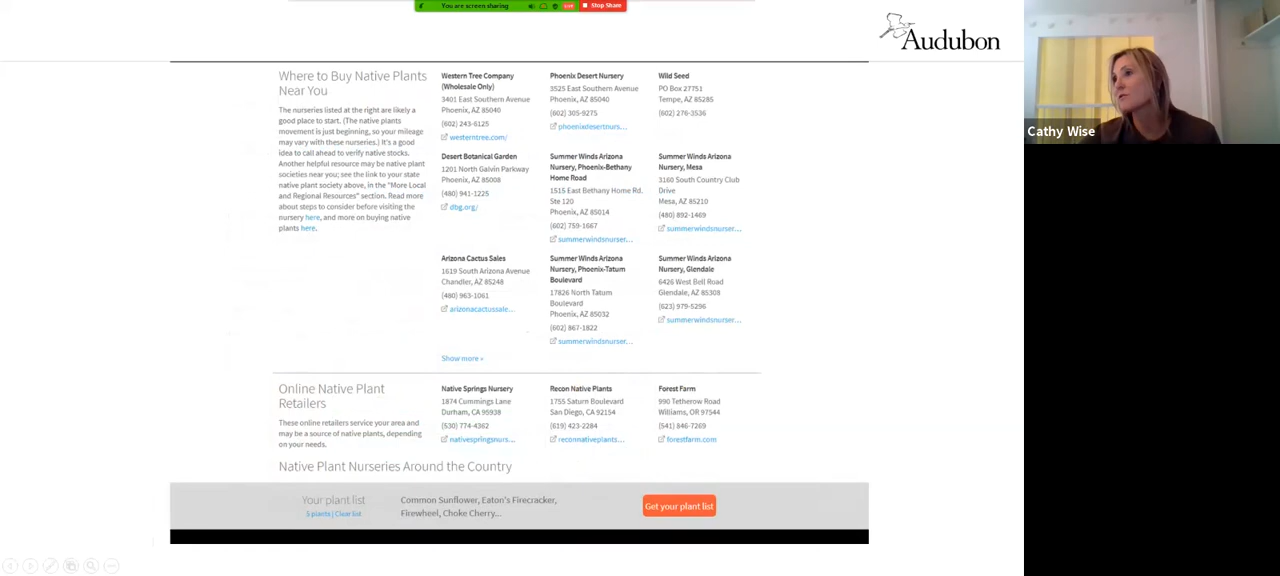 You are screen sharing
Stop Share
Audubon
Cathy Wise
Where to Buy Native Plants
Near You
The nurseries listed at the right are likely a
good place to start. (The native plants
movement is just beginning, so your mileage
may vary with these nurseries.) It's a good
idea to call ahead to verify native stocks.
Another helpful resource may be native plant
societies near you; see the link to your state
native plant society above, in the "More Local
and Regional Resources" section. Read more
about steps to consider before visiting the
nursery here, and more on buying native
plants here.
Western Tree Company
(Wholesale Only)
3401 East Southern Avenue
Phoenix, AZ 85040
(602) 243-6125
westerntree.com/
Phoenix Desert Nursery
3525 East Southern Avenue
Phoenix, AZ 85040
(602) 305-9275
phoenixdesertnurs...
Wild Seed
PO Box 27751
Tempe, AZ 85285
(602) 276-3536
Desert Botanical Garden
1201 North Galvin Parkway
Phoenix, AZ 85008
(480) 941-1225
dbg.org/
Summer Winds Arizona
Nursery, Phoenix-Bethany
Home Road
1515 East Bethany Home Rd.
Ste 120
Phoenix, AZ 85014
(602) 759-1667
summerwindsnurser...
Summer Winds Arizona
Nursery, Mesa
3160 South Country Club
Drive
Mesa, AZ 85210
(480) 892-1469
summerwindsnurser...
Arizona Cactus Sales
1619 South Arizona Avenue
Chandler, AZ 85248
(480) 963-1061
arizonacactussale...
Summer Winds Arizona
Nursery, Phoenix-Tatum
Boulevard
17826 North Tatum
Boulevard
Phoenix, AZ 85032
(602) 867-1822
summerwindsnurser...
Summer Winds Arizona
Nursery, Glendale
6426 West Bell Road
Glendale, AZ 85308
(623) 979-5296
summerwindsnurser...
Show more »
Online Native Plant
Retailers
These online retailers service your area and
may be a source of native plants, depending
on your needs.
Native Springs Nursery
1874 Cummings Lane
Durham, CA 95938
(530) 774-4362
nativespringsnurs...
Recon Native Plants
1755 Saturn Boulevard
San Diego, CA 92154
(619) 423-2284
reconnativeplants...
Forest Farm
990 Tetherow Road
Williams, OR 97544
(541) 846-7269
forestfarm.com
Native Plant Nurseries Around the Country
Your plant list
5 plants | Clear list
Common Sunflower, Eaton's Firecracker,
Firewheel, Choke Cherry...
Get your plant list